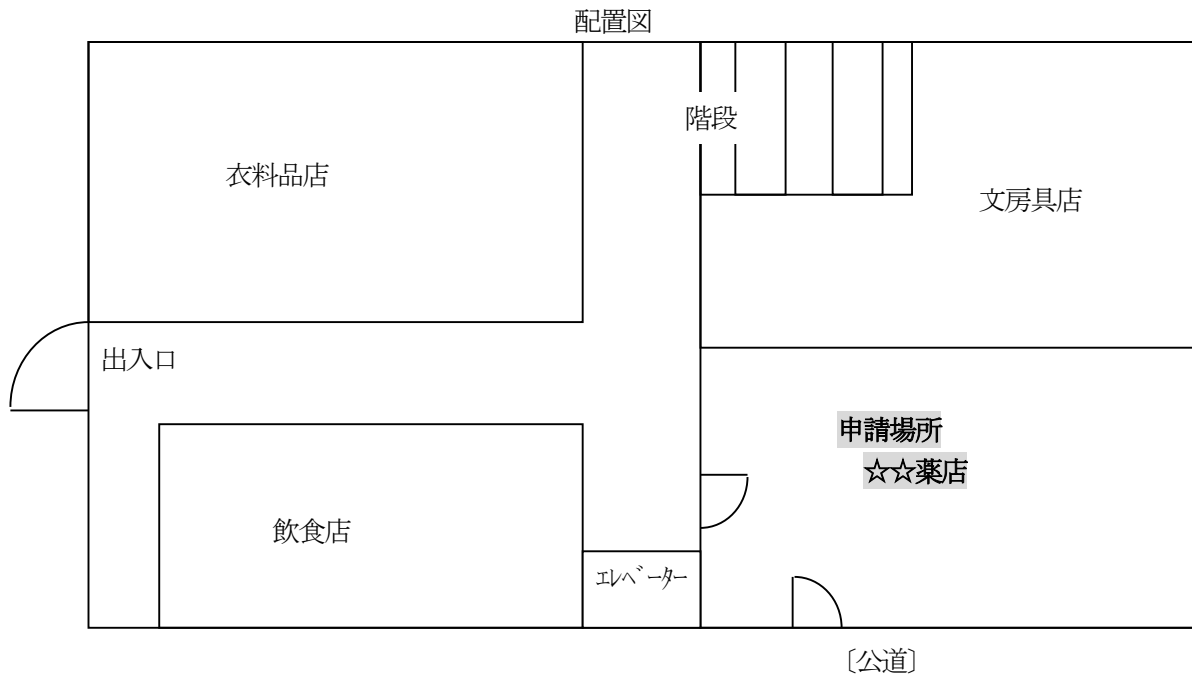 配置図
階段
衣料品店
文房具店
出入口
申請場所
☆☆薬店
飲食店
ｴﾚﾍﾞｰﾀｰ
〔公道〕